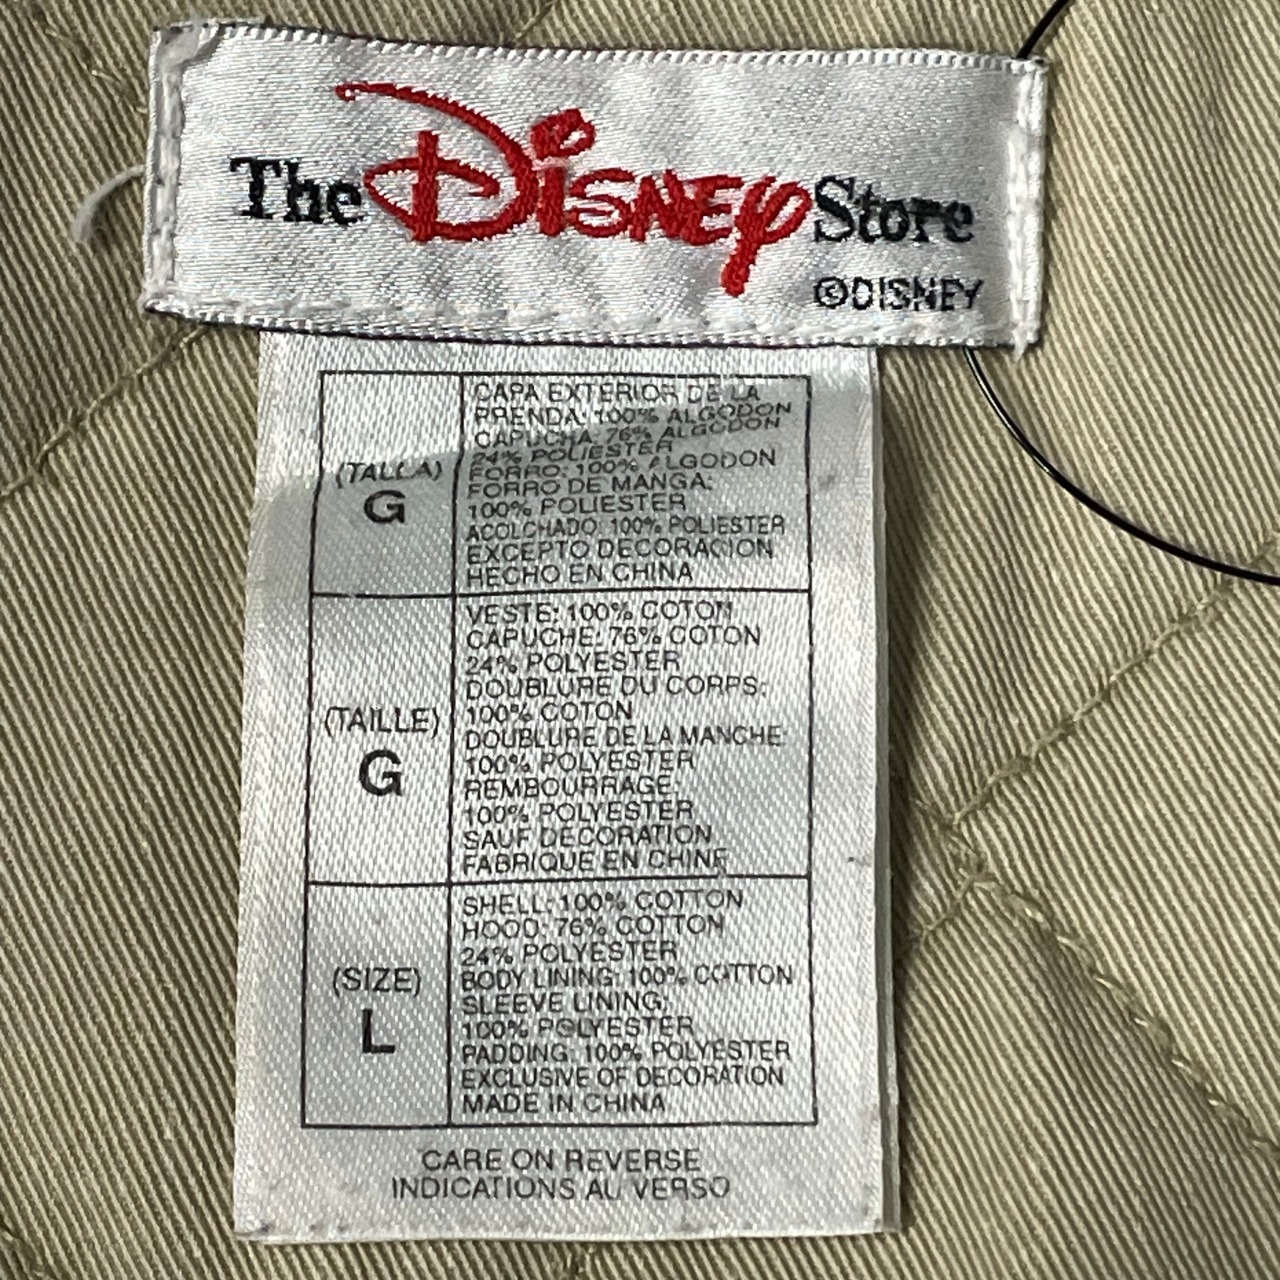 The Disney Store
©DISNEY
(TALLA)
G
CAPA EXTERIOR DE LA
PRENDA: 100% ALGODON
CAPUCHA: 76% ALGODON
24% POLIESTER
FORRO: 100% ALGODON
FORRO DE MANGA:
100% POLIESTER
ACOLCHADO: 100% POLIESTER
EXCEPTO DECORACION
HECHO EN CHINA
(TAILLE)
G
VESTE: 100% COTON
CAPUCHE: 76% COTON
24% POLYESTER
DOUBLURE DU CORPS:
100% COTON
DOUBLURE DE LA MANCHE:
100% POLYESTER
REMBOURRAGE:
100% POLYESTER
SAUF DECORATION
FABRIQUE EN CHINE
(SIZE)
L
SHELL: 100% COTTON
HOOD: 76% COTTON
24% POLYESTER
BODY LINING: 100% COTTON
SLEEVE LINING:
100% POLYESTER
PADDING: 100% POLYESTER
EXCLUSIVE OF DECORATION
MADE IN CHINA
CARE ON REVERSE
INDICATIONS AU VERSO